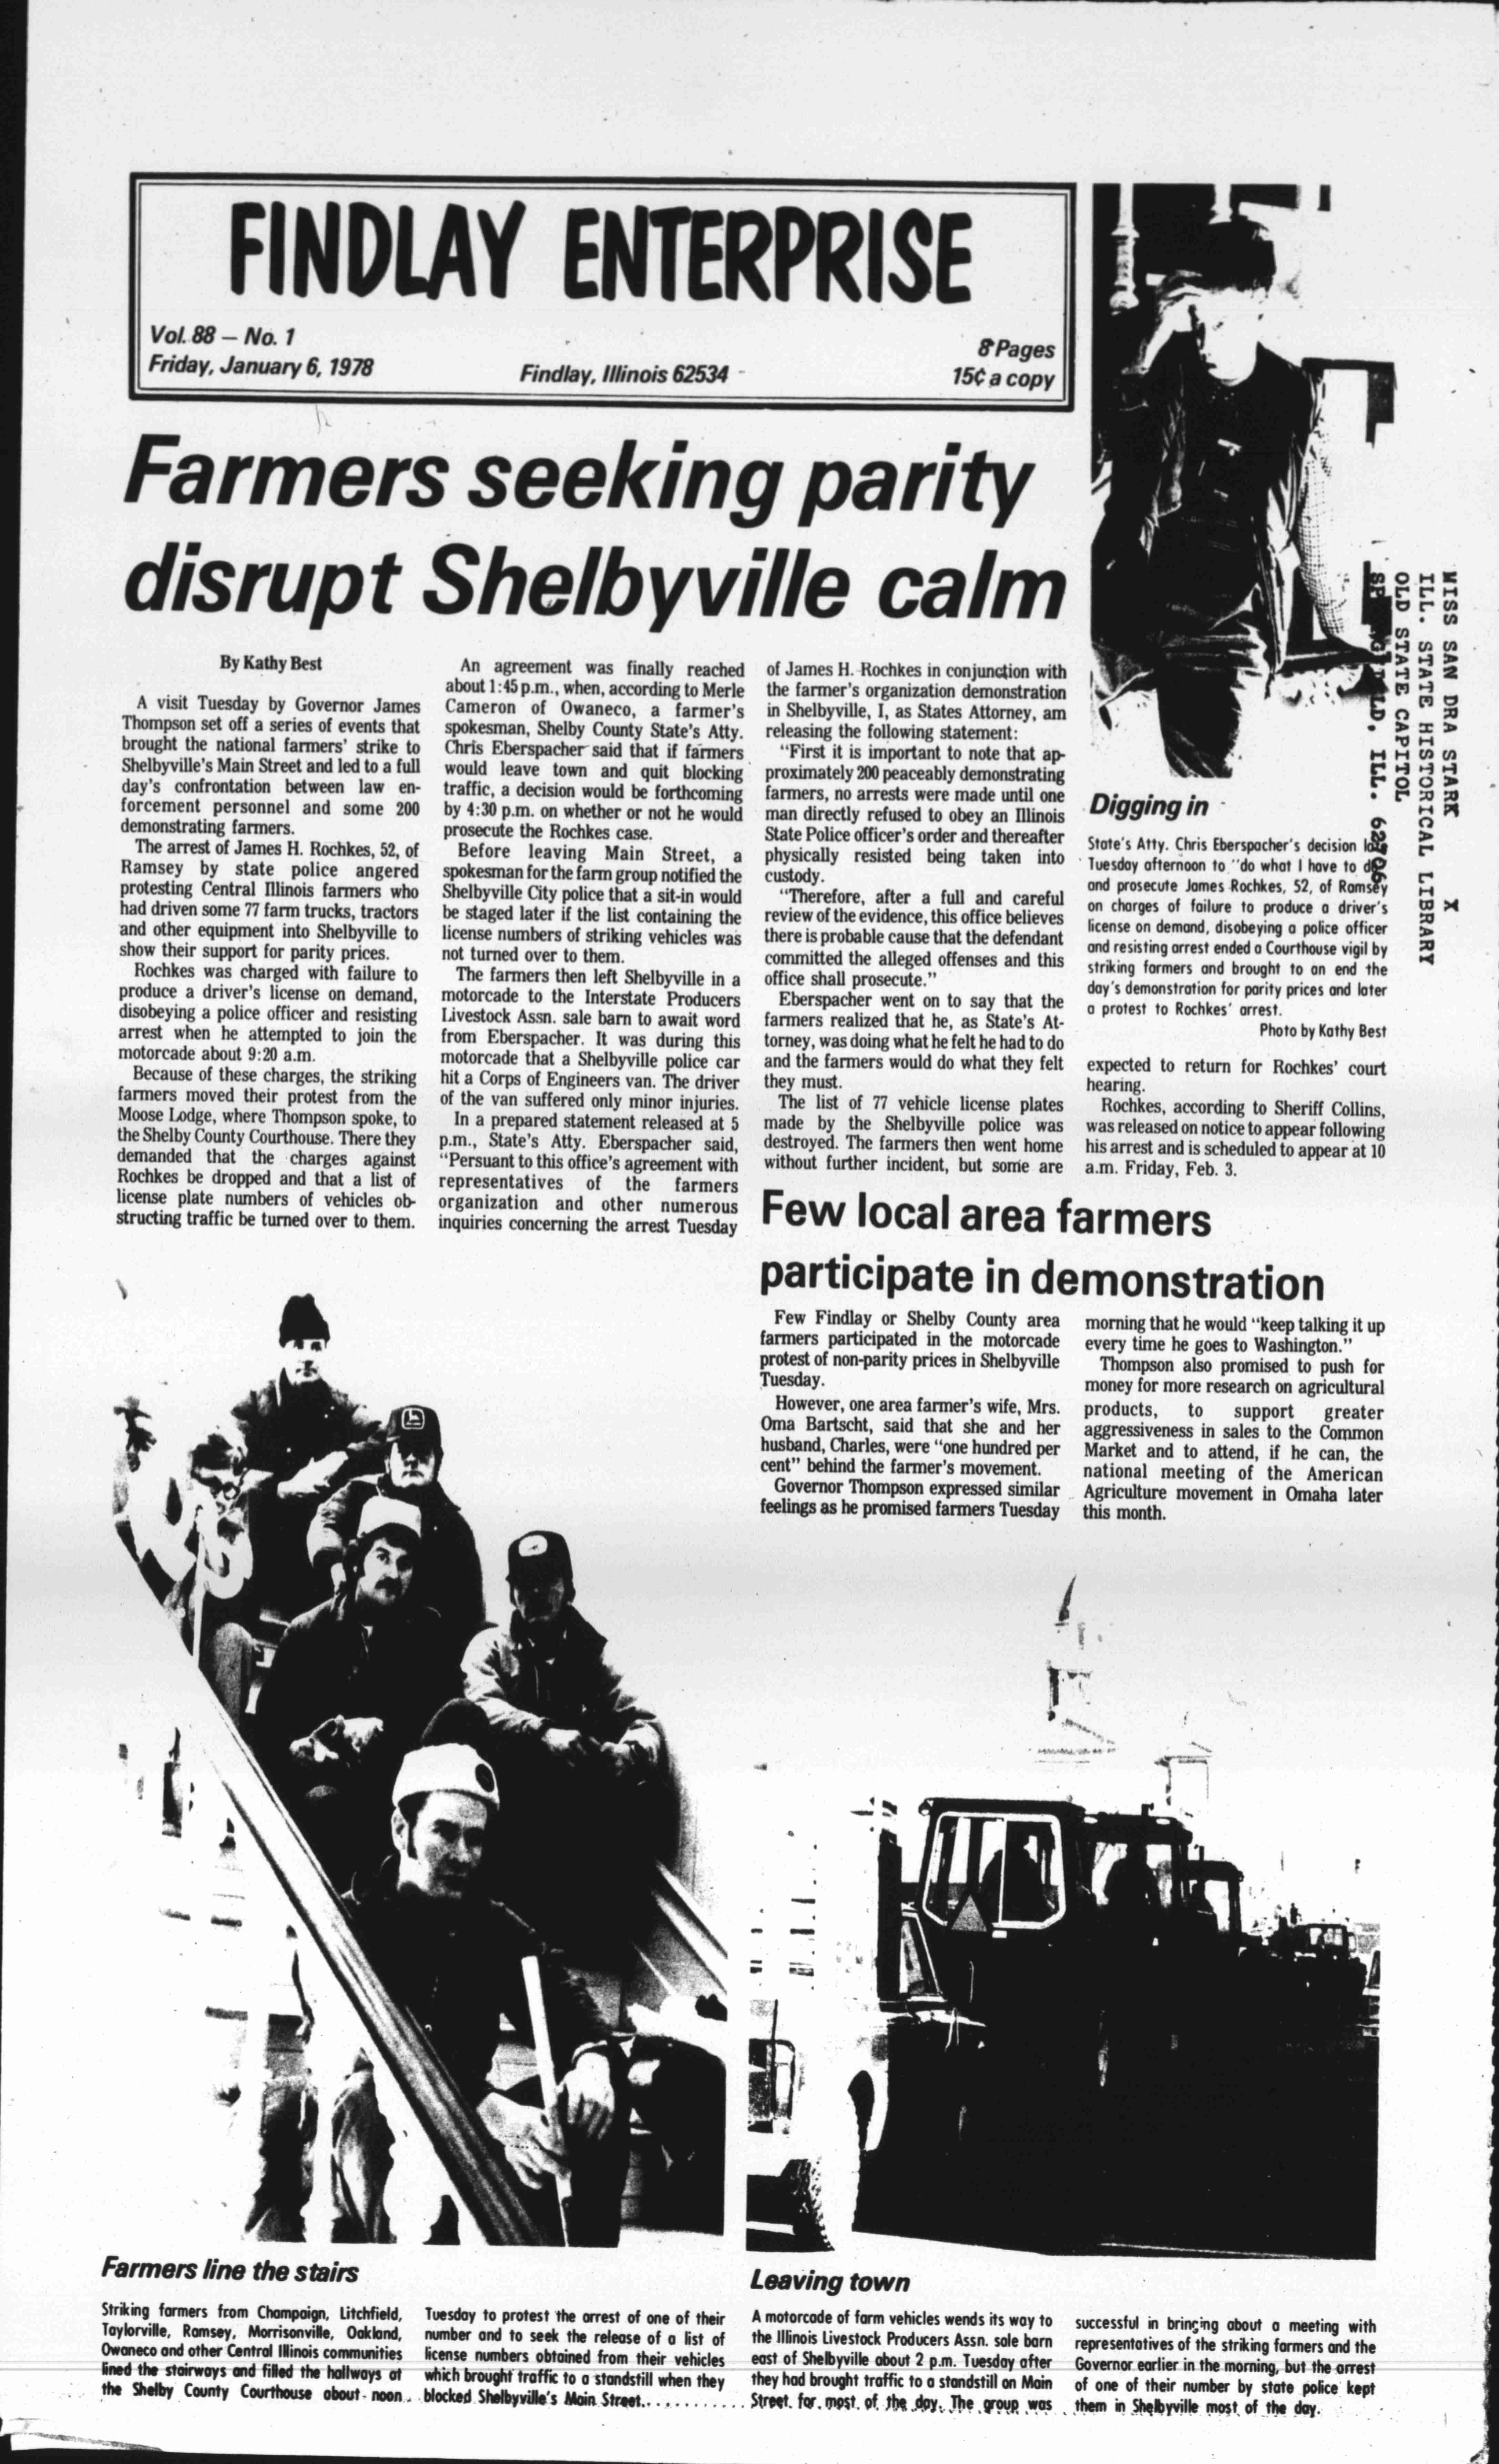 FINDLAY ENTERPRISE
Vol. 88 — No. 1
Friday, January 6, 1978
Findlay, Illinois 62534
8 Pages
15¢ a copy
Farmers seeking parity
disrupt Shelbyville calm
By Kathy Best
A visit Tuesday by Governor James
Thompson set off a series of events that
brought the national farmers' strike to
Shelbyville's Main Street and led to a full
day's confrontation between law en-
forcement personnel and some 200
demonstrating farmers.
The arrest of James H. Rochkes, 52, of
Ramsey by state police angered
protesting Central Illinois farmers who
had driven some 77 farm trucks, tractors
and other equipment into Shelbyville to
show their support for parity prices.
Rochkes was charged with failure to
produce a driver's license on demand,
disobeying a police officer and resisting
arrest when he attempted to join the
motorcade about 9:20 a.m.
Because of these charges, the striking
farmers moved their protest from the
Moose Lodge, where Thompson spoke, to
the Shelby County Courthouse. There they
demanded that the charges against
Rochkes be dropped and that a list of
license plate numbers of vehicles ob-
structing traffic be turned over to them.
An agreement was finally reached
about 1:45 p.m., when, according to Merle
Cameron of Owaneco, a farmer's
spokesman, Shelby County State's Atty.
Chris Eberspacher said that if farmers
would leave town and quit blocking
traffic, a decision would be forthcoming
by 4:30 p.m. on whether or not he would
prosecute the Rochkes case.
Before leaving Main Street, a
spokesman for the farm group notified the
Shelbyville City police that a sit-in would
be staged later if the list containing the
license numbers of striking vehicles was
not turned over to them.
The farmers then left Shelbyville in a
motorcade to the Interstate Producers
Livestock Assn. sale barn to await word
from Eberspacher. It was during this
motorcade that a Shelbyville police car
hit a Corps of Engineers van. The driver
of the van suffered only minor injuries.
In a prepared statement released at 5
p.m., State's Atty. Eberspacher said,
"Persuant to this office's agreement with
representatives of the farmers
organization and other numerous
inquiries concerning the arrest Tuesday
of James H. Rochkes in conjunction with
the farmer's organization demonstration
in Shelbyville, I, as States Attorney, am
releasing the following statement:
"First it is important to note that ap-
proximately 200 peaceably demonstrating
farmers, no arrests were made until one
man directly refused to obey an Illinois
State Police officer's order and thereafter
physically resisted being taken into
custody.
"Therefore, after a full and careful
review of the evidence, this office believes
there is probable cause that the defendant
committed the alleged offenses and this
office shall prosecute."
Eberspacher went on to say that the
farmers realized that he, as State's At-
torney, was doing what he felt he had to do
and the farmers would do what they felt
they must.
The list of 77 vehicle license plates
made by the Shelbyville police was
destroyed. The farmers then went home
without further incident, but some are
Digging in
State's Atty. Chris Eberspacher's decision
Tuesday afternoon to "do what I have to
and prosecute James Rochkes, 52, of Ramsey
on charges of failure to produce a driver's
license on demand, disobeying a police officer
and resisting arrest ended a Courthouse vigil by
striking farmers and brought to an end the
day's demonstration for parity prices and later
a protest to Rochkes' arrest.
Photo by Kathy Best
expected to return for Rochkes' court
hearing.
Rochkes, according to Sheriff Collins,
was released on notice to appear following
his arrest and is scheduled to appear at 10
a.m. Friday, Feb. 3.
MISS SAN DRA STARK X
ILL. STATE HISTORICAL LIBRARY
OLD STATE CAPITOL
ILL. 62706
Few local area farmers
participate in demonstration
Few Findlay or Shelby County area
farmers participated in the motorcade
protest of non-parity prices in Shelbyville
Tuesday.
However, one area farmer's wife, Mrs.
Oma Bartscht, said that she and her
husband, Charles, were "one hundred per
cent" behind the farmer's movement.
Governor Thompson expressed similar
feelings as he promised farmers Tuesday
morning that he would "keep talking it up
every time he goes to Washington."
Thompson also promised to push for
money for more research on agricultural
products, to support greater
aggressiveness in sales to the Common
Market and to attend, if he can, the
national meeting of the American
Agriculture movement in Omaha later
this month.
Farmers line the stairs
Striking farmers from Champaign, Litchfield,
Taylorville, Ramsey, Morrisonville, Oakland,
Owaneco and other Central Illinois communities
lined the stairways and filled the hallways at
the Shelby County Courthouse about noon
Tuesday to protest the arrest of one of their
number and to seek the release of a list of
license numbers obtained from their vehicles
which brought traffic to a standstill when they
blocked Shelbyville's Main Street.
Leaving town
A motorcade of farm vehicles wends its way to
the Illinois Livestock Producers Assn. sale barn
east of Shelbyville about 2 p.m. Tuesday after
they had brought traffic to a standstill on Main
Street for most of the day. The group was
successful in bringing about a meeting with
representatives of the striking farmers and the
Governor earlier in the morning, but the arrest
of one of their number by state police kept
them in Shelbyville most of the day.